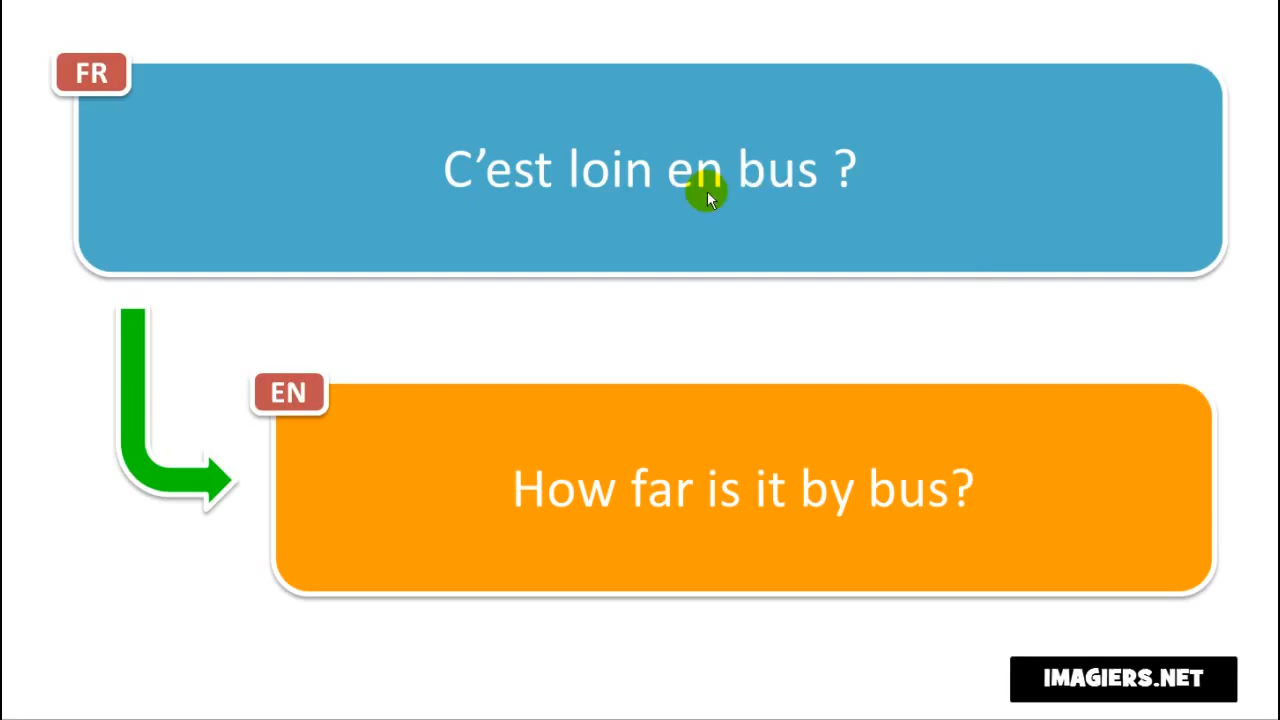 FR
C’est loin en bus ?
EN
How far is it by bus?
IMAGIERS.NET